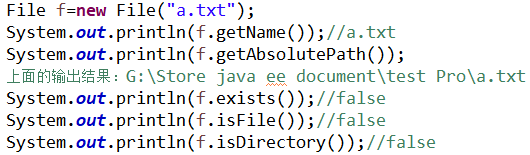 File f=new File("a.txt");
System.out.println(f.getName());//a.txt
System.out.println(f.getAbsolutePath());
上面的输出结果：G:\Store java ee document\test Pro\a.txt
System.out.println(f.exists());//false
System.out.println(f.isFile());//false
System.out.println(f.isDirectory());//false